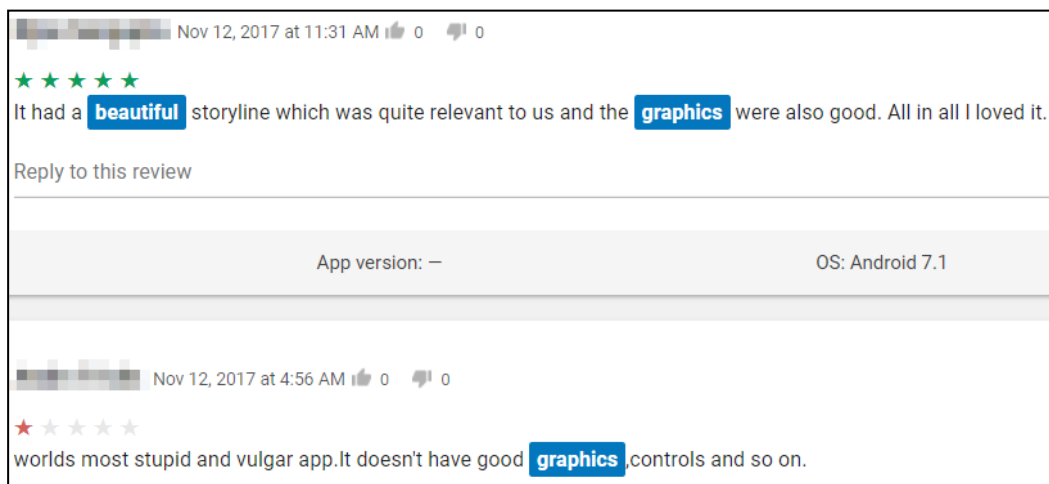 Nov 12, 2017 at 11:31 AM 0 0
It had a beautiful storyline which was quite relevant to us and the graphics were also good. All in all I loved it.
Reply to this review
App version: — OS: Android 7.1
Nov 12, 2017 at 4:56 AM 0 0
worlds most stupid and vulgar app.It doesn't have good graphics ,controls and so on.